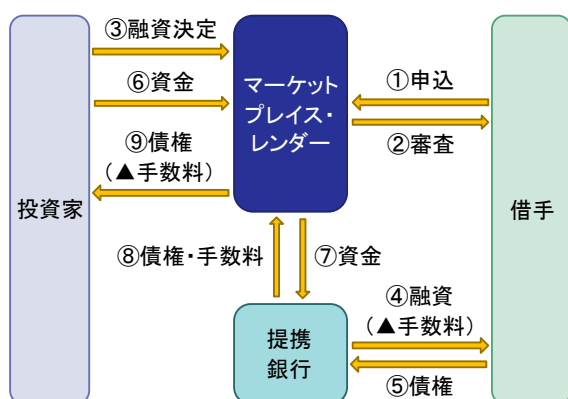 ③融資決定
⑥資金
⑨債権
（▲手数料）
投資家
マーケット
プレイス・
レンダー
①申込
②審査
借手
⑧債権・手数料
⑦資金
④融資
（▲手数料）
⑤債権
提携
銀行